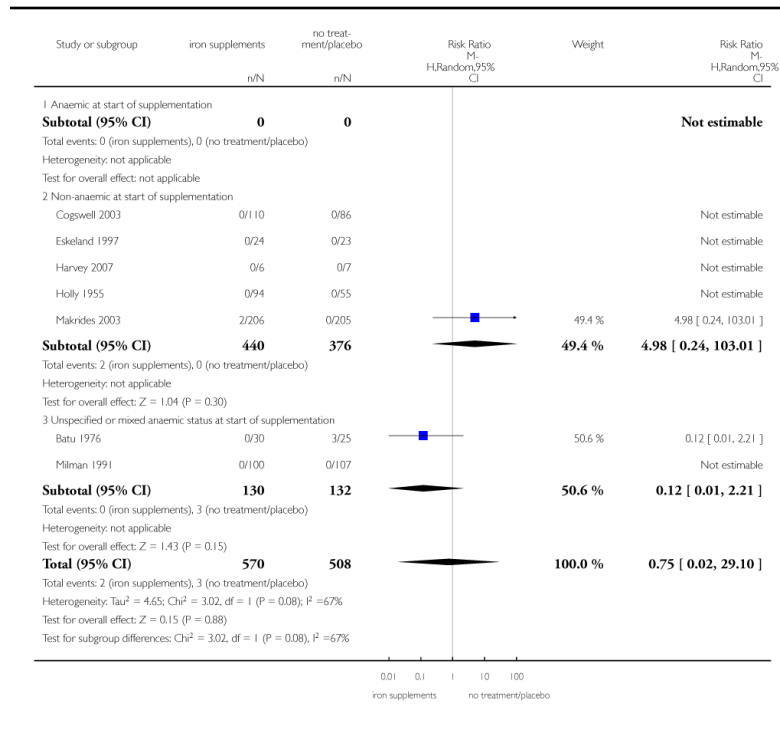 Study or subgroup iron supplements no treatment/placebo Risk Ratio Weight Risk Ratio
M-H,Random,95% CI M-H,Random,95% CI
n/N n/N
1 Anaemic at start of supplementation
Subtotal (95% CI) 0 0 Not estimable
Total events: 0 (iron supplements), 0 (no treatment/placebo)
Heterogeneity: not applicable
Test for overall effect: not applicable
2 Non-anaemic at start of supplementation
Cogswell 2003 0/110 0/86 Not estimable
Eskeland 1997 0/24 0/23 Not estimable
Harvey 2007 0/6 0/7 Not estimable
Holly 1955 0/94 0/55 Not estimable
Makrides 2003 2/206 0/205 49.4 % 4.98 [ 0.24, 103.01 ]
Subtotal (95% CI) 440 376 49.4 % 4.98 [ 0.24, 103.01 ]
Total events: 2 (iron supplements), 0 (no treatment/placebo)
Heterogeneity: not applicable
Test for overall effect: Z = 1.04 (P = 0.30)
3 Unspecified or mixed anaemic status at start of supplementation
Batu 1976 0/30 3/25 50.6 % 0.12 [ 0.01, 2.21 ]
Milman 1991 0/100 0/107 Not estimable
Subtotal (95% CI) 130 132 50.6 % 0.12 [ 0.01, 2.21 ]
Total events: 0 (iron supplements), 3 (no treatment/placebo)
Heterogeneity: not applicable
Test for overall effect: Z = 1.43 (P = 0.15)
Total (95% CI) 570 508 100.0 % 0.75 [ 0.02, 29.10 ]
Total events: 2 (iron supplements), 3 (no treatment/placebo)
Heterogeneity: Tau² = 4.65; Chi² = 3.02, df = 1 (P = 0.08); I² =67%
Test for overall effect: Z = 0.15 (P = 0.88)
Test for subgroup differences: Chi² = 3.02, df = 1 (P = 0.08), I² =67%
0.01 0.1 1 10 100
iron supplements no treatment/placebo